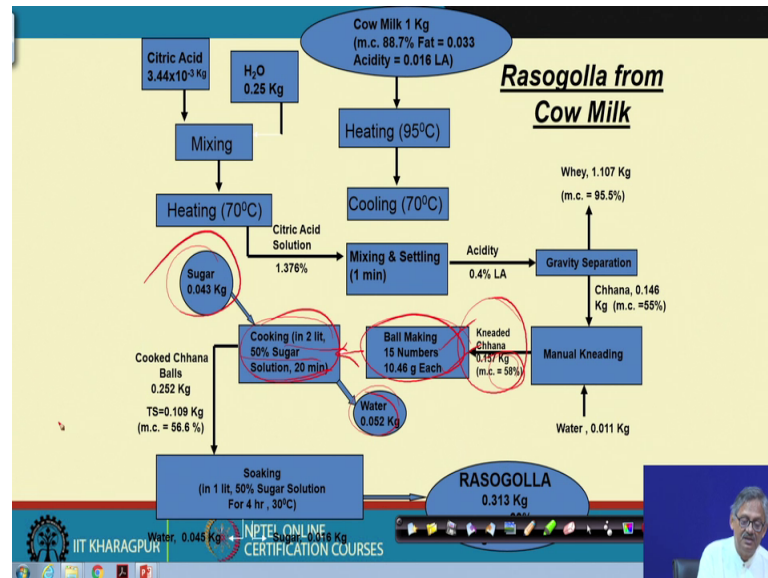 Rasogolla from
Cow Milk
Cow Milk 1 Kg
(m.c. 88.7% Fat = 0.033
Acidity = 0.016 LA)
Citric Acid
3.44x10⁻³ Kg
H₂O
0.25 Kg
Mixing
Heating (70⁰C)
Heating (95⁰C)
Cooling (70⁰C)
Citric Acid
Solution
1.376%
Mixing & Settling
(1 min)
Acidity
0.4% LA
Gravity Separation
Whey, 1.107 Kg
(m.c. = 95.5%)
Chhana, 0.146
Kg (m.c.=55%)
Manual Kneading
Water , 0.011 Kg
Kneaded
Chhana
0.157 Kg
(m.c. = 58%)
Ball Making
15 Numbers
10.46 g Each
Sugar
0.043 Kg
Cooking (in 2 lit,
50% Sugar
Solution, 20 min)
Water
0.052 Kg
Cooked Chhana
Balls
0.252 Kg
TS=0.109 Kg
(m.c. = 56.6 %)
Soaking
(in 1 lit, 50% Sugar Solution
For 4 hr , 30⁰C)
Water, 0.045 Kg
Sugar, 0.016 Kg
RASOGOLLA
0.313 Kg
IIT KHARAGPUR
NPTEL ONLINE
CERTIFICATION COURSES